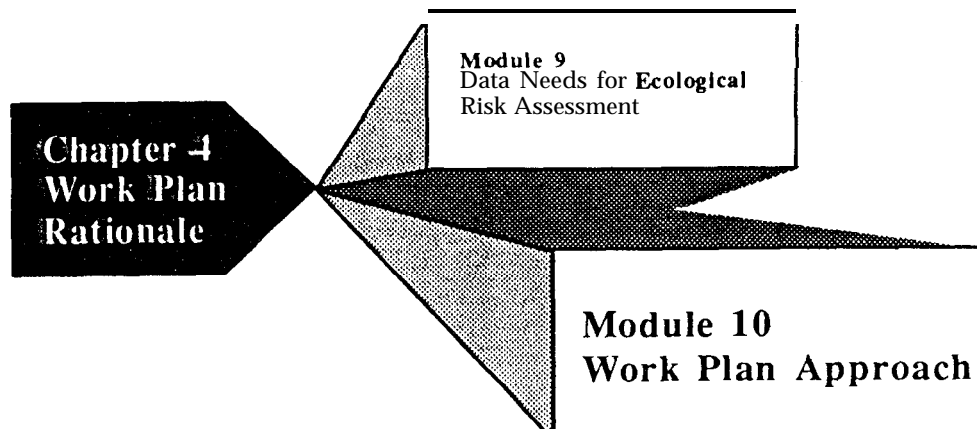 Chapter 4
Work Plan
Rationale
Module 9
Data Needs for Ecological
Risk Assessment
Module 10
Work Plan Approach